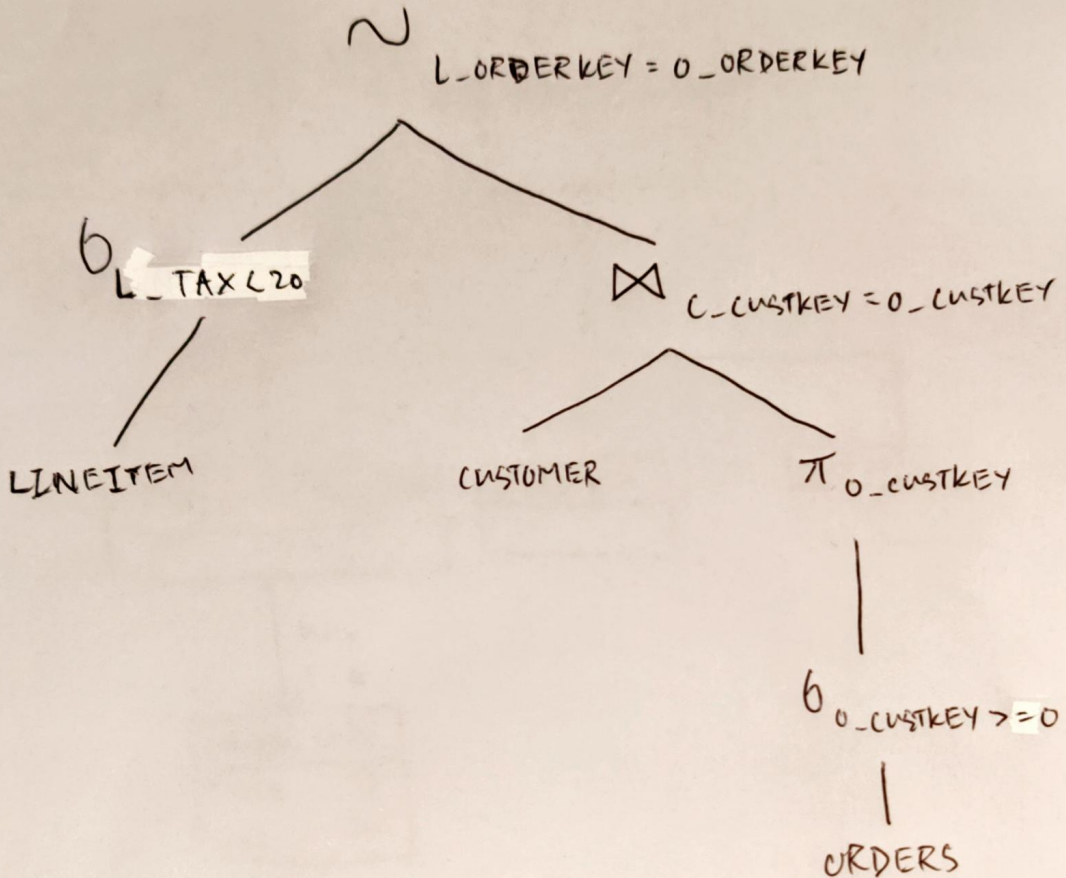 ∼ L_ORDERKEY = O_ORDERKEY
σ L_TAX < 20
⋈ C_CUSTKEY = O_CUSTKEY
LINEITEM
CUSTOMER
π O_CUSTKEY
σ O_CUSTKEY >= 0
ORDERS